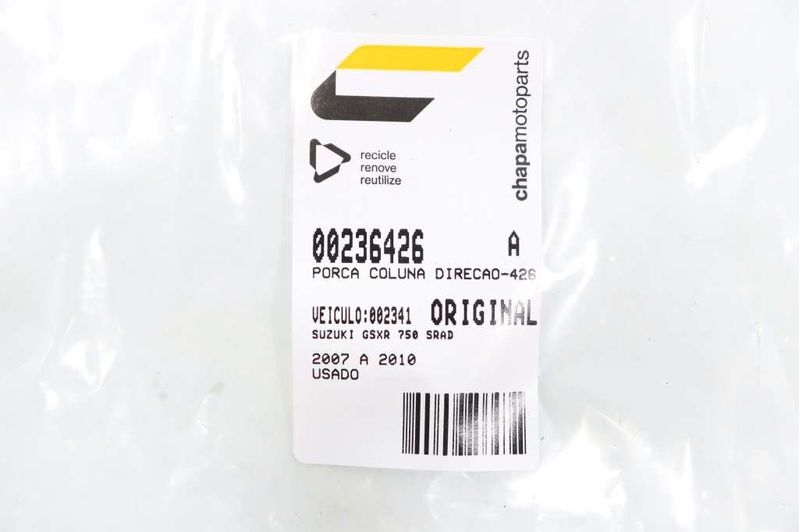 chapamotoparts
recicle
renove
reutilize
00236426 A
PORCA COLUNA DIRECAO-426
VEICULO:002341 ORIGINAL
SUZUKI GSXR 750 SRAD
2007 A 2010
USADO